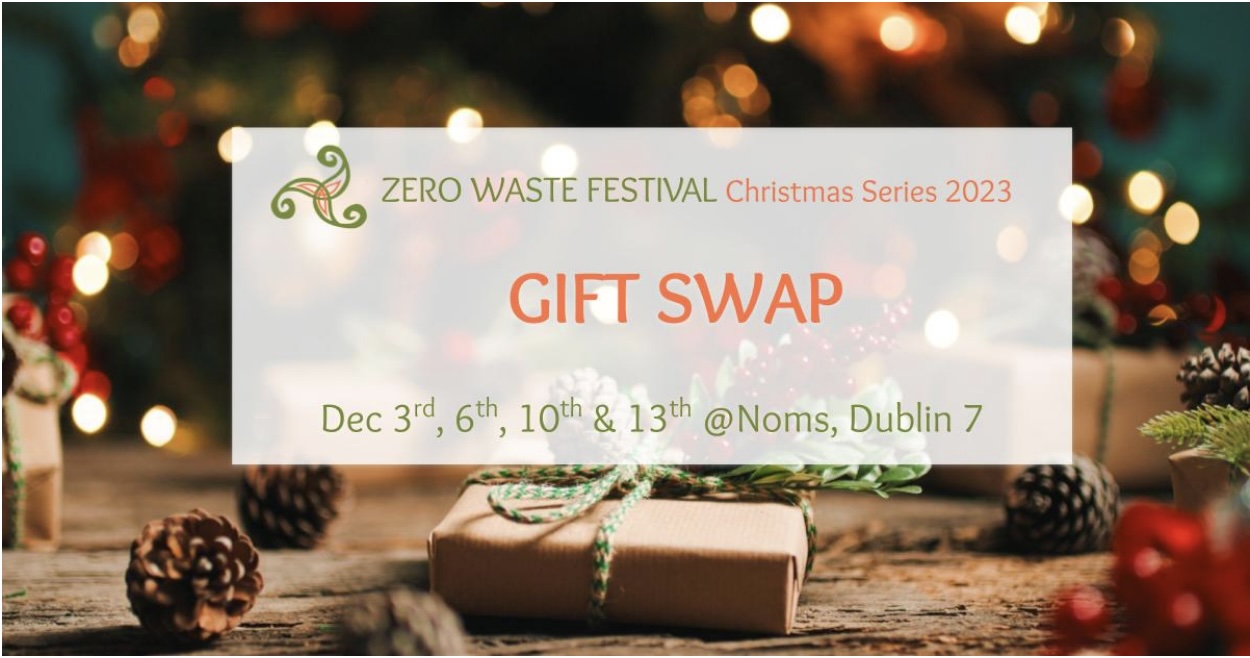 ZERO WASTE FESTIVAL Christmas Series 2023
GIFT SWAP
Dec 3rd, 6th, 10th & 13th @Noms, Dublin 7